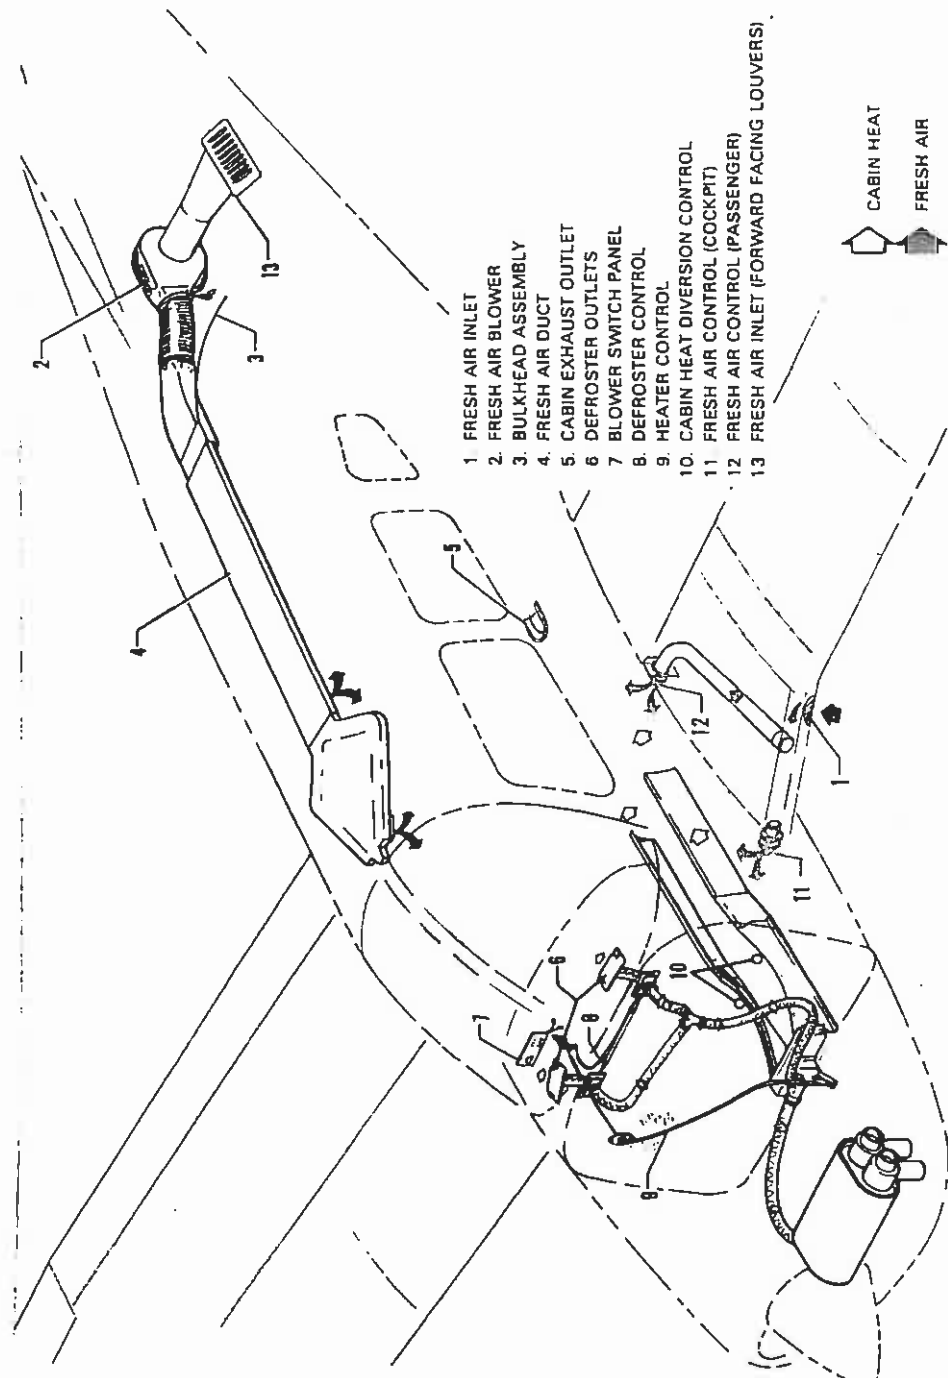 1. FRESH AIR INLET
2. FRESH AIR BLOWER
3. BULKHEAD ASSEMBLY
4. FRESH AIR DUCT
5. CABIN EXHAUST OUTLET
6 DEFROSTER OUTLETS
7 BLOWER SWITCH PANEL
8. DEFROSTER CONTROL
9. HEATER CONTROL
10. CABIN HEAT DIVERSION CONTROL
11 FRESH AIR CONTROL (COCKPIT)
12 FRESH AIR CONTROL (PASSENGER)
13 FRESH AIR INLET (FORWARD FACING LOUVERS)
CABIN HEAT
FRESH AIR
2
13
3
4
5
12
1
11
10
6
7
8
9